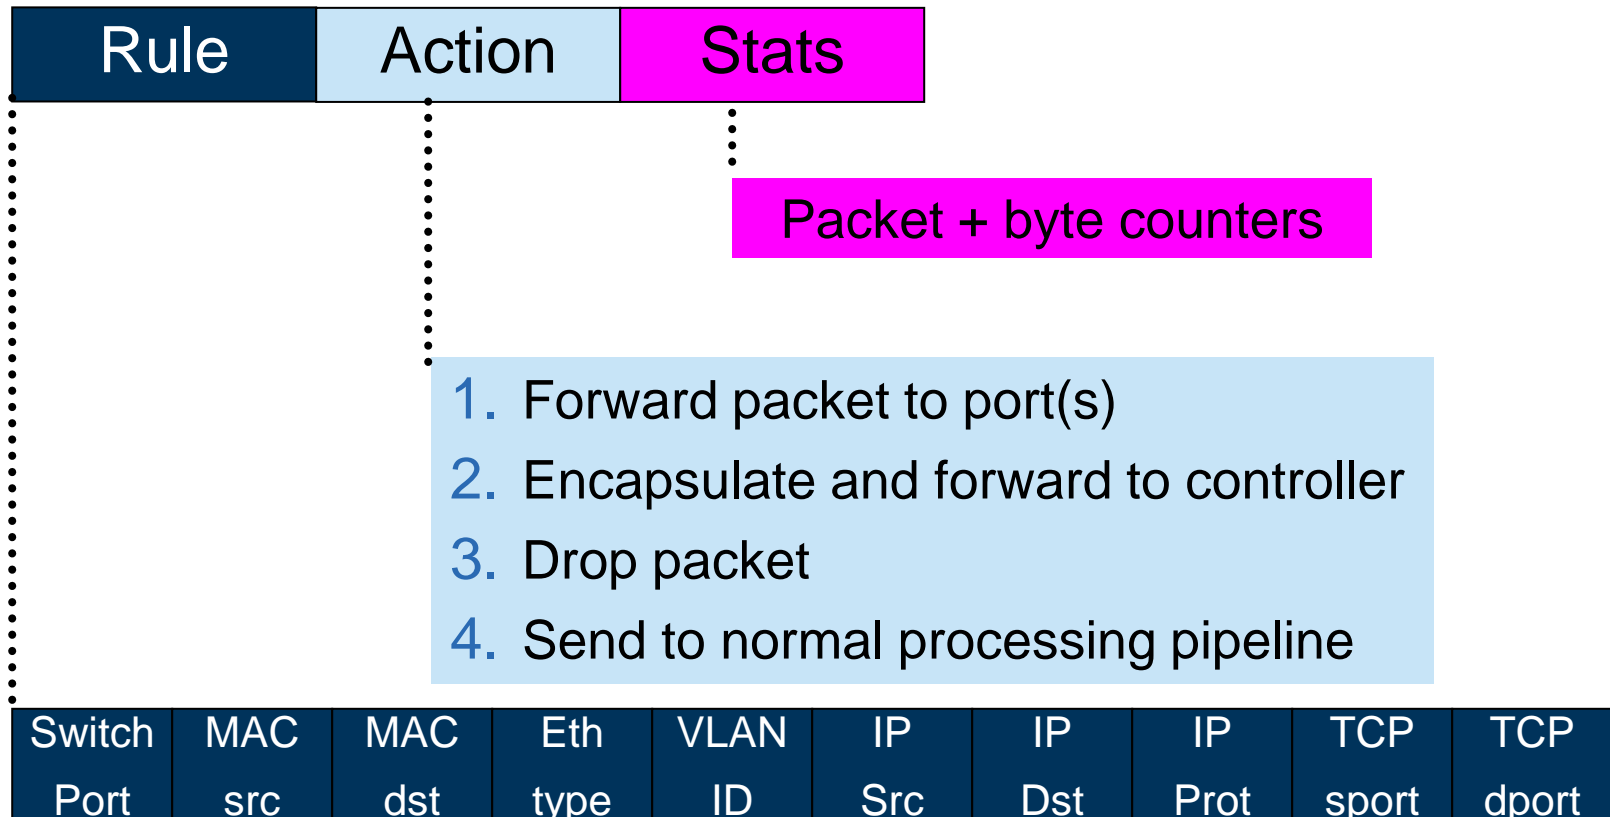 Rule Action Stats
Packet + byte counters
1. Forward packet to port(s)
2. Encapsulate and forward to controller
3. Drop packet
4. Send to normal processing pipeline
Switch MAC MAC Eth VLAN IP IP IP TCP TCP
Port src dst type ID Src Dst Prot sport dport